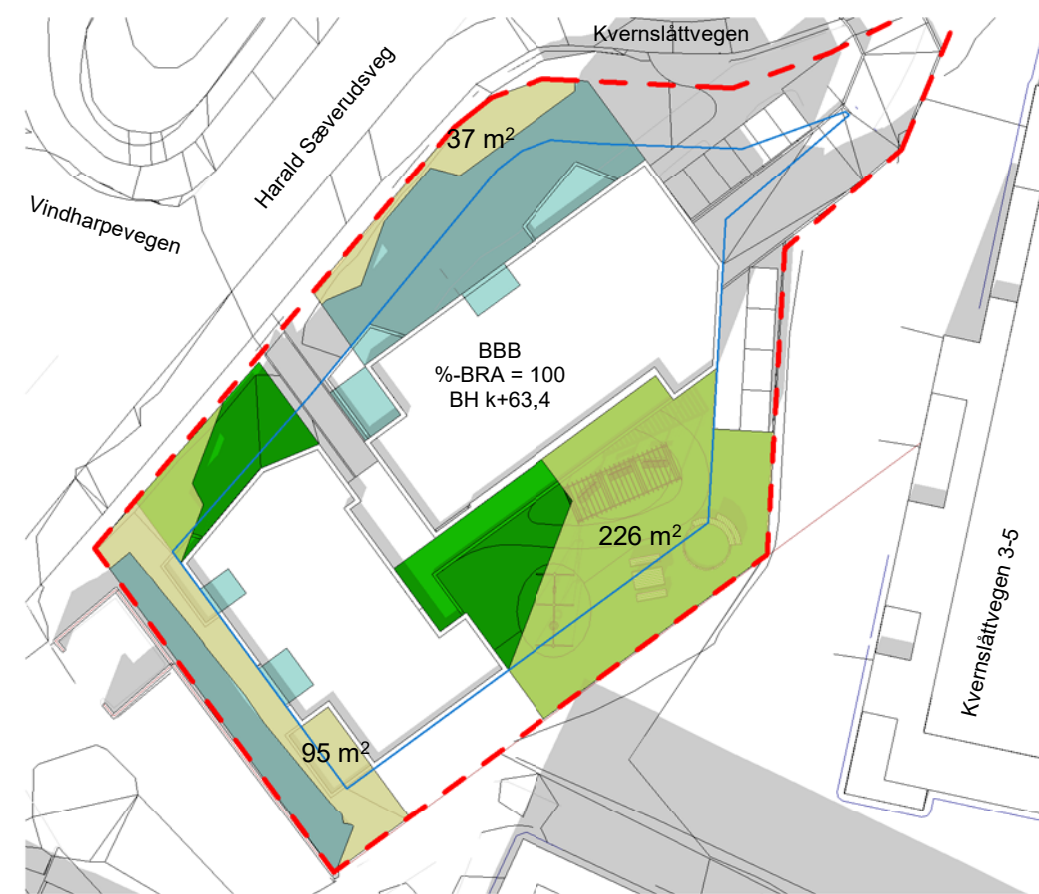 Kvernslåttvegen
37 m²
Harald Sæverudsveg
Vindharpevegen
BBB
%-BRA = 100
BH k+63,4
226 m²
Kvernslåttvegen 3-5
95 m²